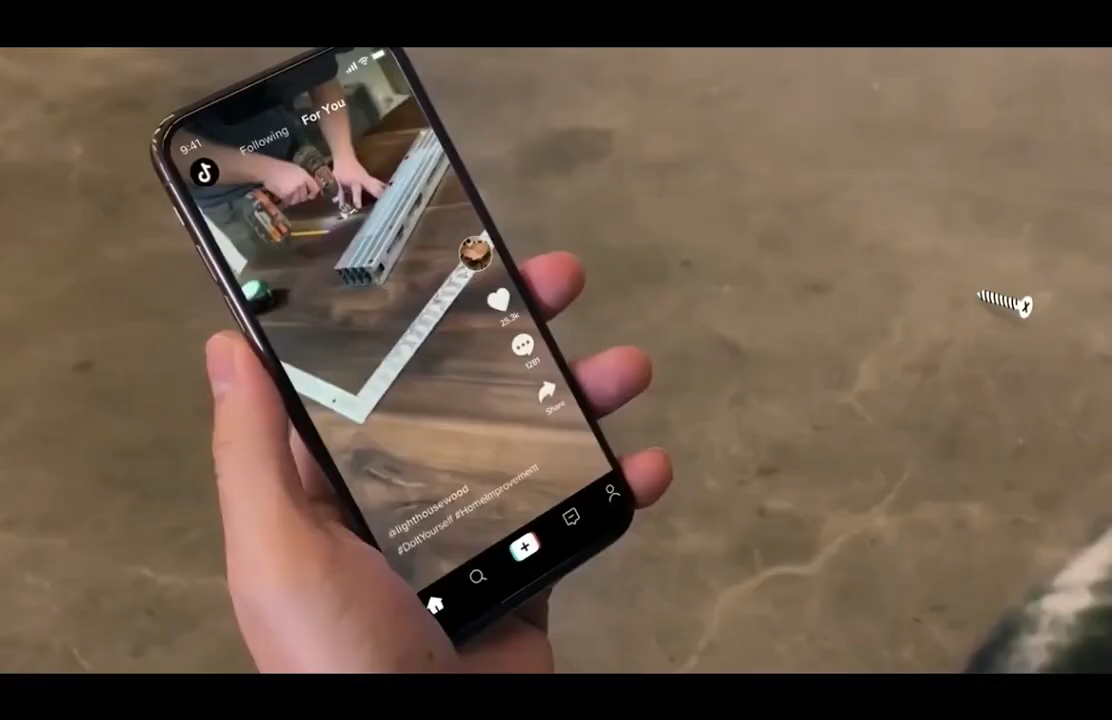 9:41
Following For You
25.3k
1281
Share
@lighthousewood
#DoItYourself #HomeImprovement